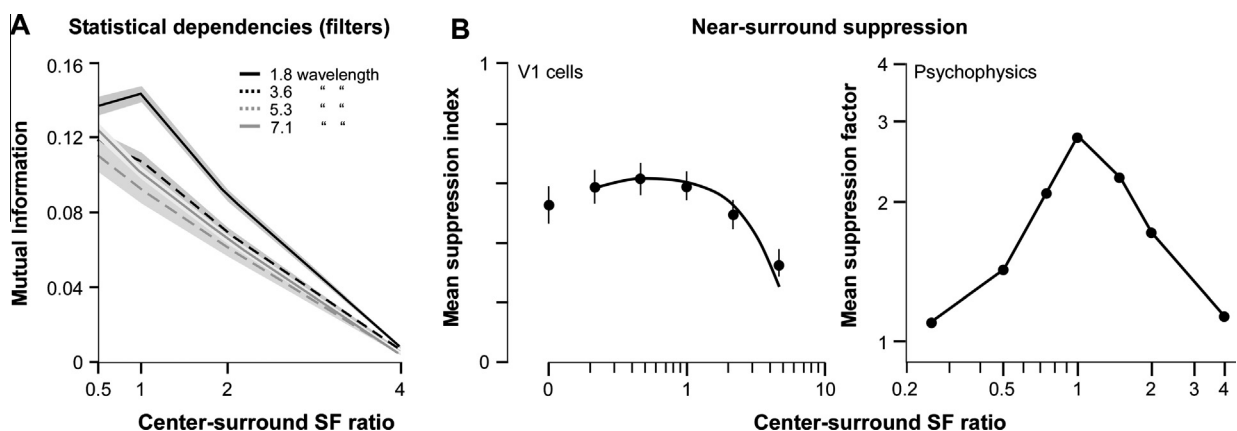 A Statistical dependencies (filters)
Mutual Information
0.16
0.12
0.08
0.04
0
1.8 wavelength
3.6 “ “
5.3 “ “
7.1 “ “
0.5 1 2 4
Center-surround SF ratio
B Near-surround suppression
Mean suppression index
1
0
V1 cells
0 1 10
Mean suppression factor
4
3
2
1
Psychophysics
0.2 0.5 1 2 3 4
Center-surround SF ratio